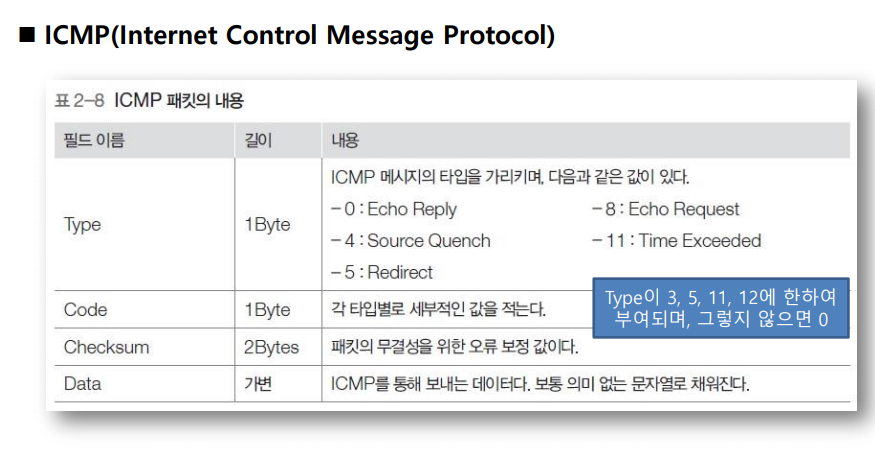 ■ ICMP(Internet Control Message Protocol)
표 2-8 ICMP 패킷의 내용
필드 이름 길이 내용
ICMP 메시지의 타입을 가리키며, 다음과 같은 값이 있다.
- 0 : Echo Reply - 8 : Echo Request
Type 1Byte
- 4 : Source Quench - 11 : Time Exceeded
- 5 : Redirect
Code 1Byte 각 타입별로 세부적인 값을 적는다.
Type이 3, 5, 11, 12에 한하여
부여되며, 그렇지 않으면 0
Checksum 2Bytes 패킷의 무결성을 위한 오류 보정 값이다.
Data 가변 ICMP를 통해 보내는 데이터다. 보통 의미 없는 문자열로 채워진다.